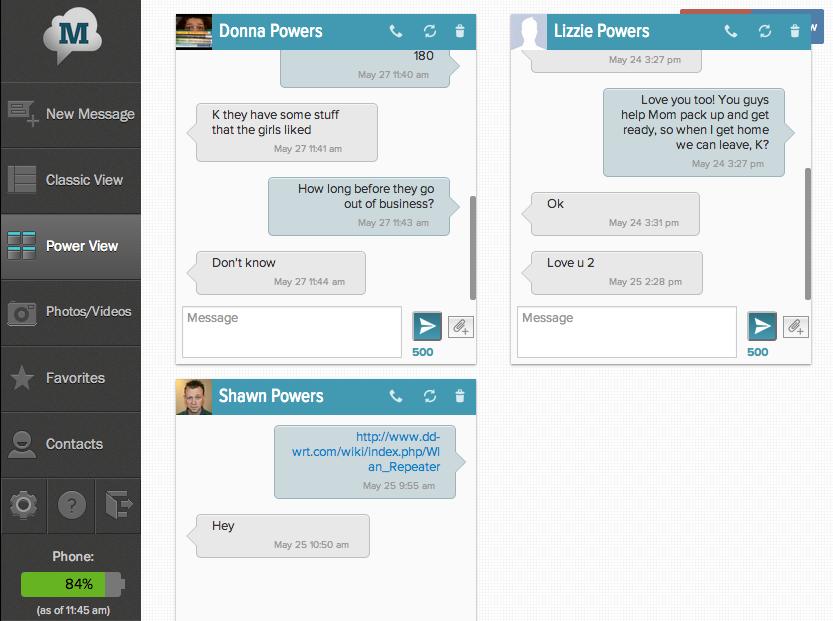 M
New Message
Classic View
Power View
Photos/Videos
Favorites
Contacts
?
Phone:
84%
(as of 11:45 am)
Donna Powers
180
May 27 11:40 am
K they have some stuff
that the girls liked
May 27 11:41 am
How long before they go
out of business?
May 27 11:43 am
Don't know
May 27 11:44 am
Message
500
Lizzie Powers
May 24 3:27 pm
Love you too! You guys
help Mom pack up and get
ready, so when I get home
we can leave, K?
May 24 3:27 pm
Ok
May 24 3:31 pm
Love u 2
May 25 2:28 pm
Message
500
Shawn Powers
http://www.dd-
wrt.com/wiki/index.php/Wl
an_Repeater
May 25 9:55 am
Hey
May 25 10:50 am